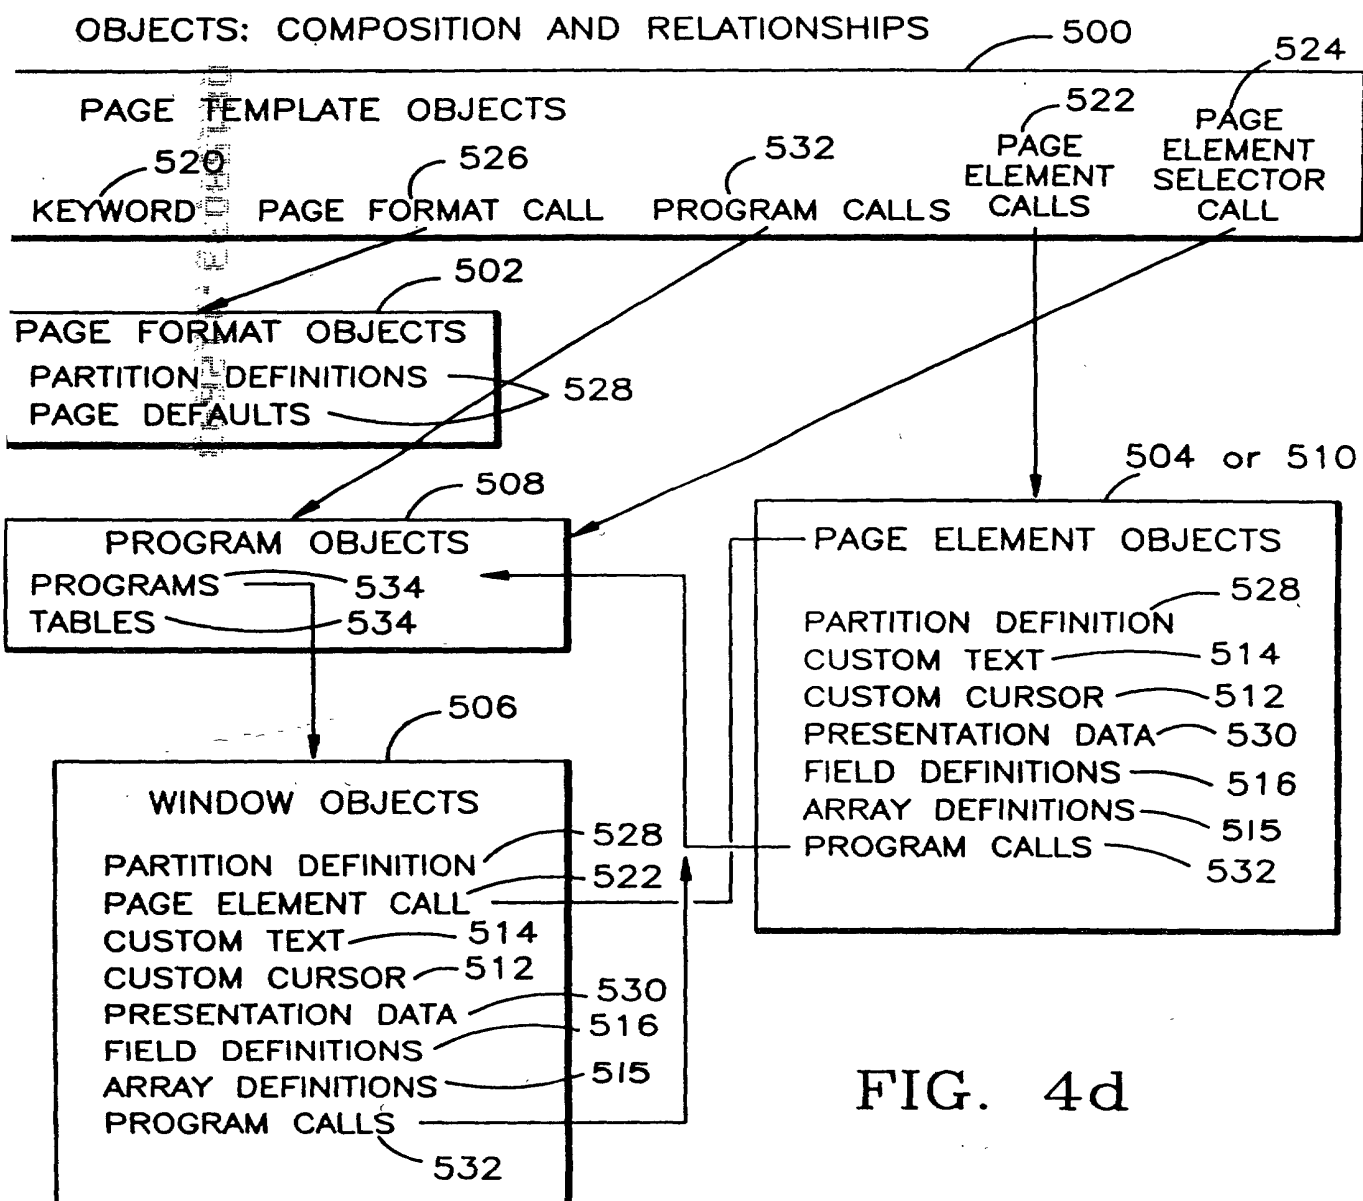 OBJECTS: COMPOSITION AND RELATIONSHIPS
500
524
PAGE TEMPLATE OBJECTS
522
PAGE ELEMENT SELECTOR CALL
520
526
532
PAGE ELEMENT CALLS
KEYWORD
PAGE FORMAT CALL
PROGRAM CALLS
502
PAGE FORMAT OBJECTS
PARTITION DEFINITIONS
528
PAGE DEFAULTS
504 or 510
508
PROGRAM OBJECTS
PROGRAMS 534
TABLES 534
PAGE ELEMENT OBJECTS
528
PARTITION DEFINITION
CUSTOM TEXT 514
CUSTOM CURSOR 512
PRESENTATION DATA 530
FIELD DEFINITIONS 516
ARRAY DEFINITIONS 515
PROGRAM CALLS 532
506
WINDOW OBJECTS
PARTITION DEFINITION 528
PAGE ELEMENT CALL 522
CUSTOM TEXT 514
CUSTOM CURSOR 512
PRESENTATION DATA 530
FIELD DEFINITIONS 516
ARRAY DEFINITIONS 515
PROGRAM CALLS
532
FIG. 4d